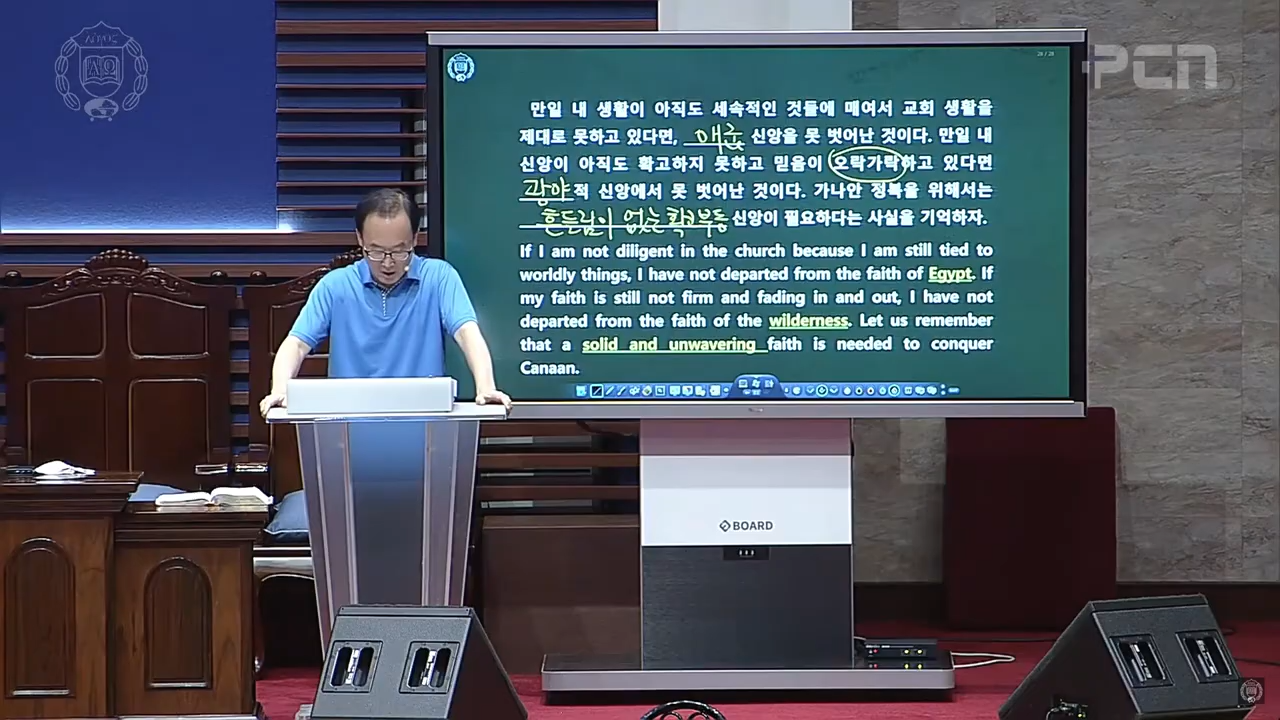 28 / 28
PCN
만일 내 생활이 아직도 세속적인 것들에 매여서 교회 생활을
제대로 못하고 있다면, 애굽 신앙을 못 벗어난 것이다. 만일 내
신앙이 아직도 확고하지 못하고 믿음이 오락가락하고 있다면
광야적 신앙에서 못 벗어난 것이다. 가나안 정복을 위해서는
흔들림이 없는 확고부동 신앙이 필요하다는 사실을 기억하자.
If I am not diligent in the church because I am still tied to
worldly things, I have not departed from the faith of Egypt. If
my faith is still not firm and fading in and out, I have not
departed from the faith of the wilderness. Let us remember
that a solid and unwavering faith is needed to conquer
Canaan.
BOARD